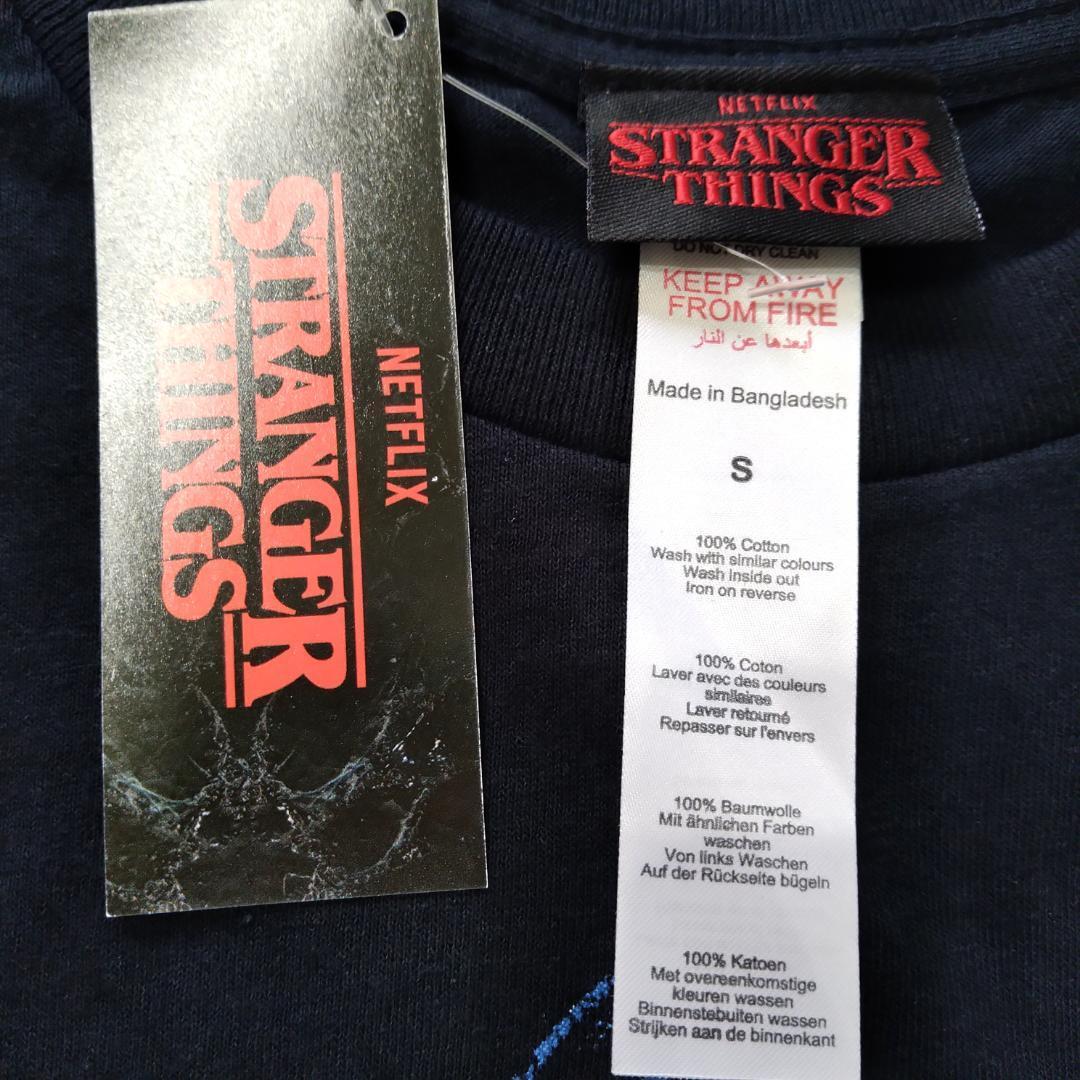 NETFLIX
STRANGER
THINGS
NETFLIX
STRANGER
THINGS
DO NOT DRY CLEAN
KEEP AWAY
FROM FIRE
أبعدها عن النار
Made in Bangladesh
S
100% Cotton
Wash with similar colours
Wash inside out
Iron on reverse
100% Coton
Laver avec des couleurs
similaires
Laver retourné
Repasser sur l'envers
100% Baumwolle
Mit ähnlichen Farben
waschen
Von links Waschen
Auf der Rückseite bügeln
100% Katoen
Met overeenkomstige
kleuren wassen
Binnenstebuiten wassen
Strijken aan de binnenkant